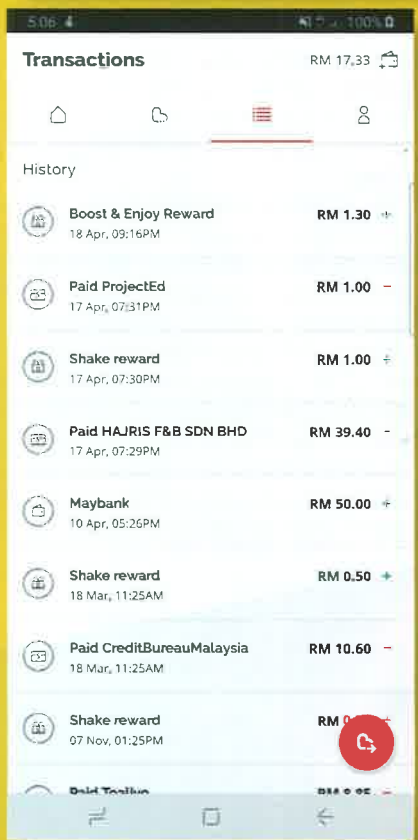 5:06
100%
Transactions
RM 17.33
History
Boost & Enjoy Reward
RM 1.30 +
18 Apr, 09:16PM
Paid ProjectEd
RM 1.00 -
17 Apr, 07:31PM
Shake reward
RM 1.00 +
17 Apr, 07:30PM
Paid HAJRIS F&B SDN BHD
RM 39.40 -
17 Apr, 07:29PM
Maybank
RM 50.00 +
10 Apr, 05:26PM
Shake reward
RM 0.50 +
18 Mar, 11:25AM
Paid CreditBureauMalaysia
RM 10.60 -
18 Mar, 11:25AM
Shake reward
RM
07 Nov, 01:25PM
Paid